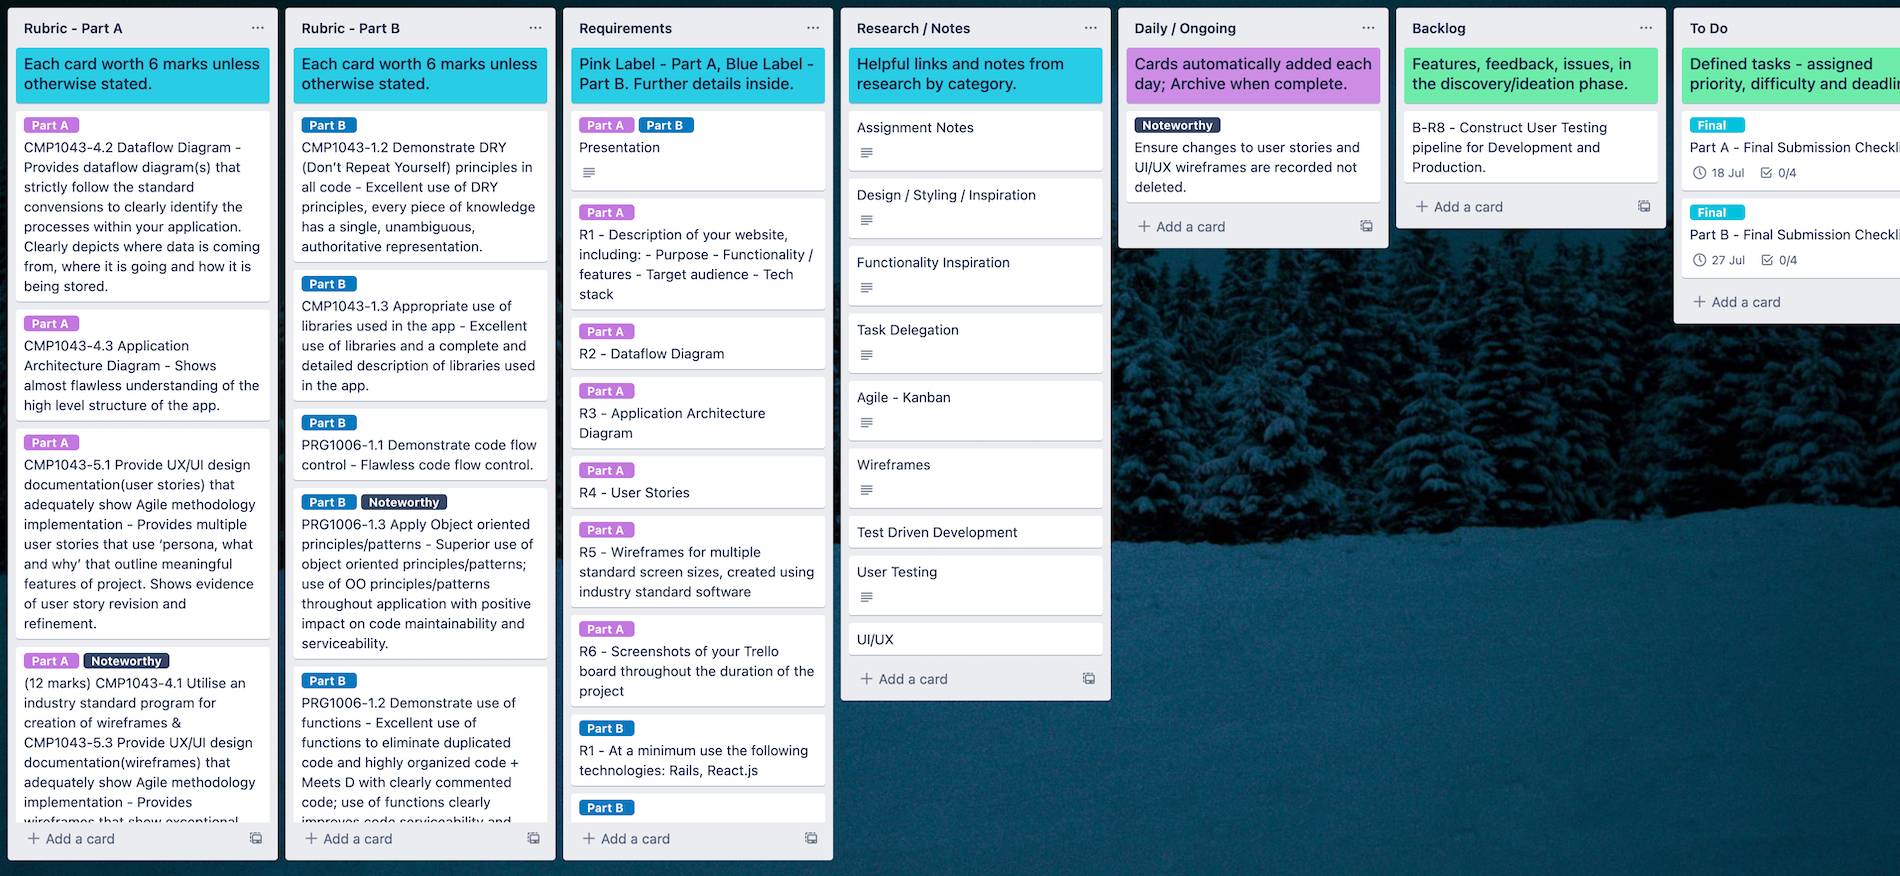 Rubric - Part A
Each card worth 6 marks unless
otherwise stated.
Part A
CMP1043-4.2 Dataflow Diagram -
Provides dataflow diagram(s) that
strictly follow the standard
convensions to clearly identify the
processes within your application.
Clearly depicts where data is coming
from, where it is going and how it is
being stored.
Part A
CMP1043-4.3 Application
Architecture Diagram - Shows
almost flawless understanding of the
high level structure of the app.
Part A
CMP1043-5.1 Provide UX/UI design
documentation(user stories) that
adequately show Agile methodology
implementation - Provides multiple
user stories that use ‘persona, what
and why’ that outline meaningful
features of project. Shows evidence
of user story revision and
refinement.
Part A Noteworthy
(12 marks) CMP1043-4.1 Utilise an
industry standard program for
creation of wireframes &
CMP1043-5.3 Provide UX/UI design
documentation(wireframes) that
adequately show Agile methodology
implementation - Provides
wireframes that show exceptional
+ Add a card
Rubric - Part B
Each card worth 6 marks unless
otherwise stated.
Part B
CMP1043-1.2 Demonstrate DRY
(Don’t Repeat Yourself) principles in
all code - Excellent use of DRY
principles, every piece of knowledge
has a single, unambiguous,
authoritative representation.
Part B
CMP1043-1.3 Appropriate use of
libraries used in the app - Excellent
use of libraries and a complete and
detailed description of libraries used
in the app.
Part B
PRG1006-1.1 Demonstrate code flow
control - Flawless code flow control.
Part B Noteworthy
PRG1006-1.3 Apply Object oriented
principles/patterns - Superior use of
object oriented principles/patterns;
use of OO principles/patterns
throughout application with positive
impact on code maintainability and
serviceability.
Part B
PRG1006-1.2 Demonstrate use of
functions - Excellent use of
functions to eliminate duplicated
code and highly organized code +
Meets D with clearly commented
code; use of functions clearly
improves code serviceability and
+ Add a card
Requirements
Pink Label - Part A, Blue Label -
Part B. Further details inside.
Part A Part B
Presentation
Part A
R1 - Description of your website,
including: - Purpose - Functionality /
features - Target audience - Tech
stack
Part A
R2 - Dataflow Diagram
Part A
R3 - Application Architecture
Diagram
Part A
R4 - User Stories
Part A
R5 - Wireframes for multiple
standard screen sizes, created using
industry standard software
Part A
R6 - Screenshots of your Trello
board throughout the duration of the
project
Part B
R1 - At a minimum use the following
technologies: Rails, React.js
Part B
+ Add a card
Research / Notes
Helpful links and notes from
research by category.
Assignment Notes
Design / Styling / Inspiration
Functionality Inspiration
Task Delegation
Agile - Kanban
Wireframes
Test Driven Development
User Testing
UI/UX
+ Add a card
Daily / Ongoing
Cards automatically added each
day; Archive when complete.
Noteworthy
Ensure changes to user stories and
UI/UX wireframes are recorded not
deleted.
+ Add a card
Backlog
Features, feedback, issues, in
the discovery/ideation phase.
B-R8 - Construct User Testing
pipeline for Development and
Production.
+ Add a card
To Do
Defined tasks - assigned
priority, difficulty and
Final
Part A - Final Submission
18 Jul 0/4
Final
Part B - Final Submission
27 Jul 0/4
+ Add a card